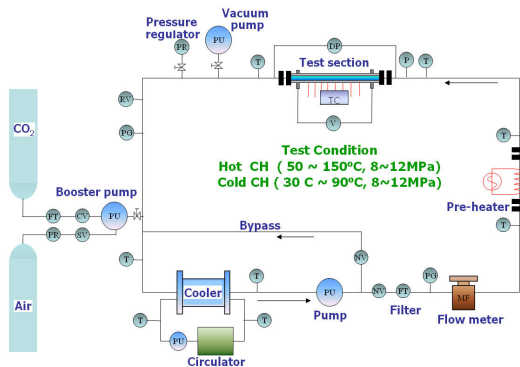 Pressure
regulator
Vacuum
pump
PR
PU
T
DP
P
T
Test section
TC
V
RV
PG
CO2
Test Condition
Hot CH ( 50 ~ 150ºC, 8~12MPa)
Cold CH ( 30 C ~ 90ºC, 8~12MPa)
T
S
Pre-heater
T
Booster pump
FT
CV
PU
PR
SV
Bypass
NV
T
Air
Cooler
T
PU
Pump
NV
FT
Filter
PG
MF
Flow meter
T
PU
T
Circulator